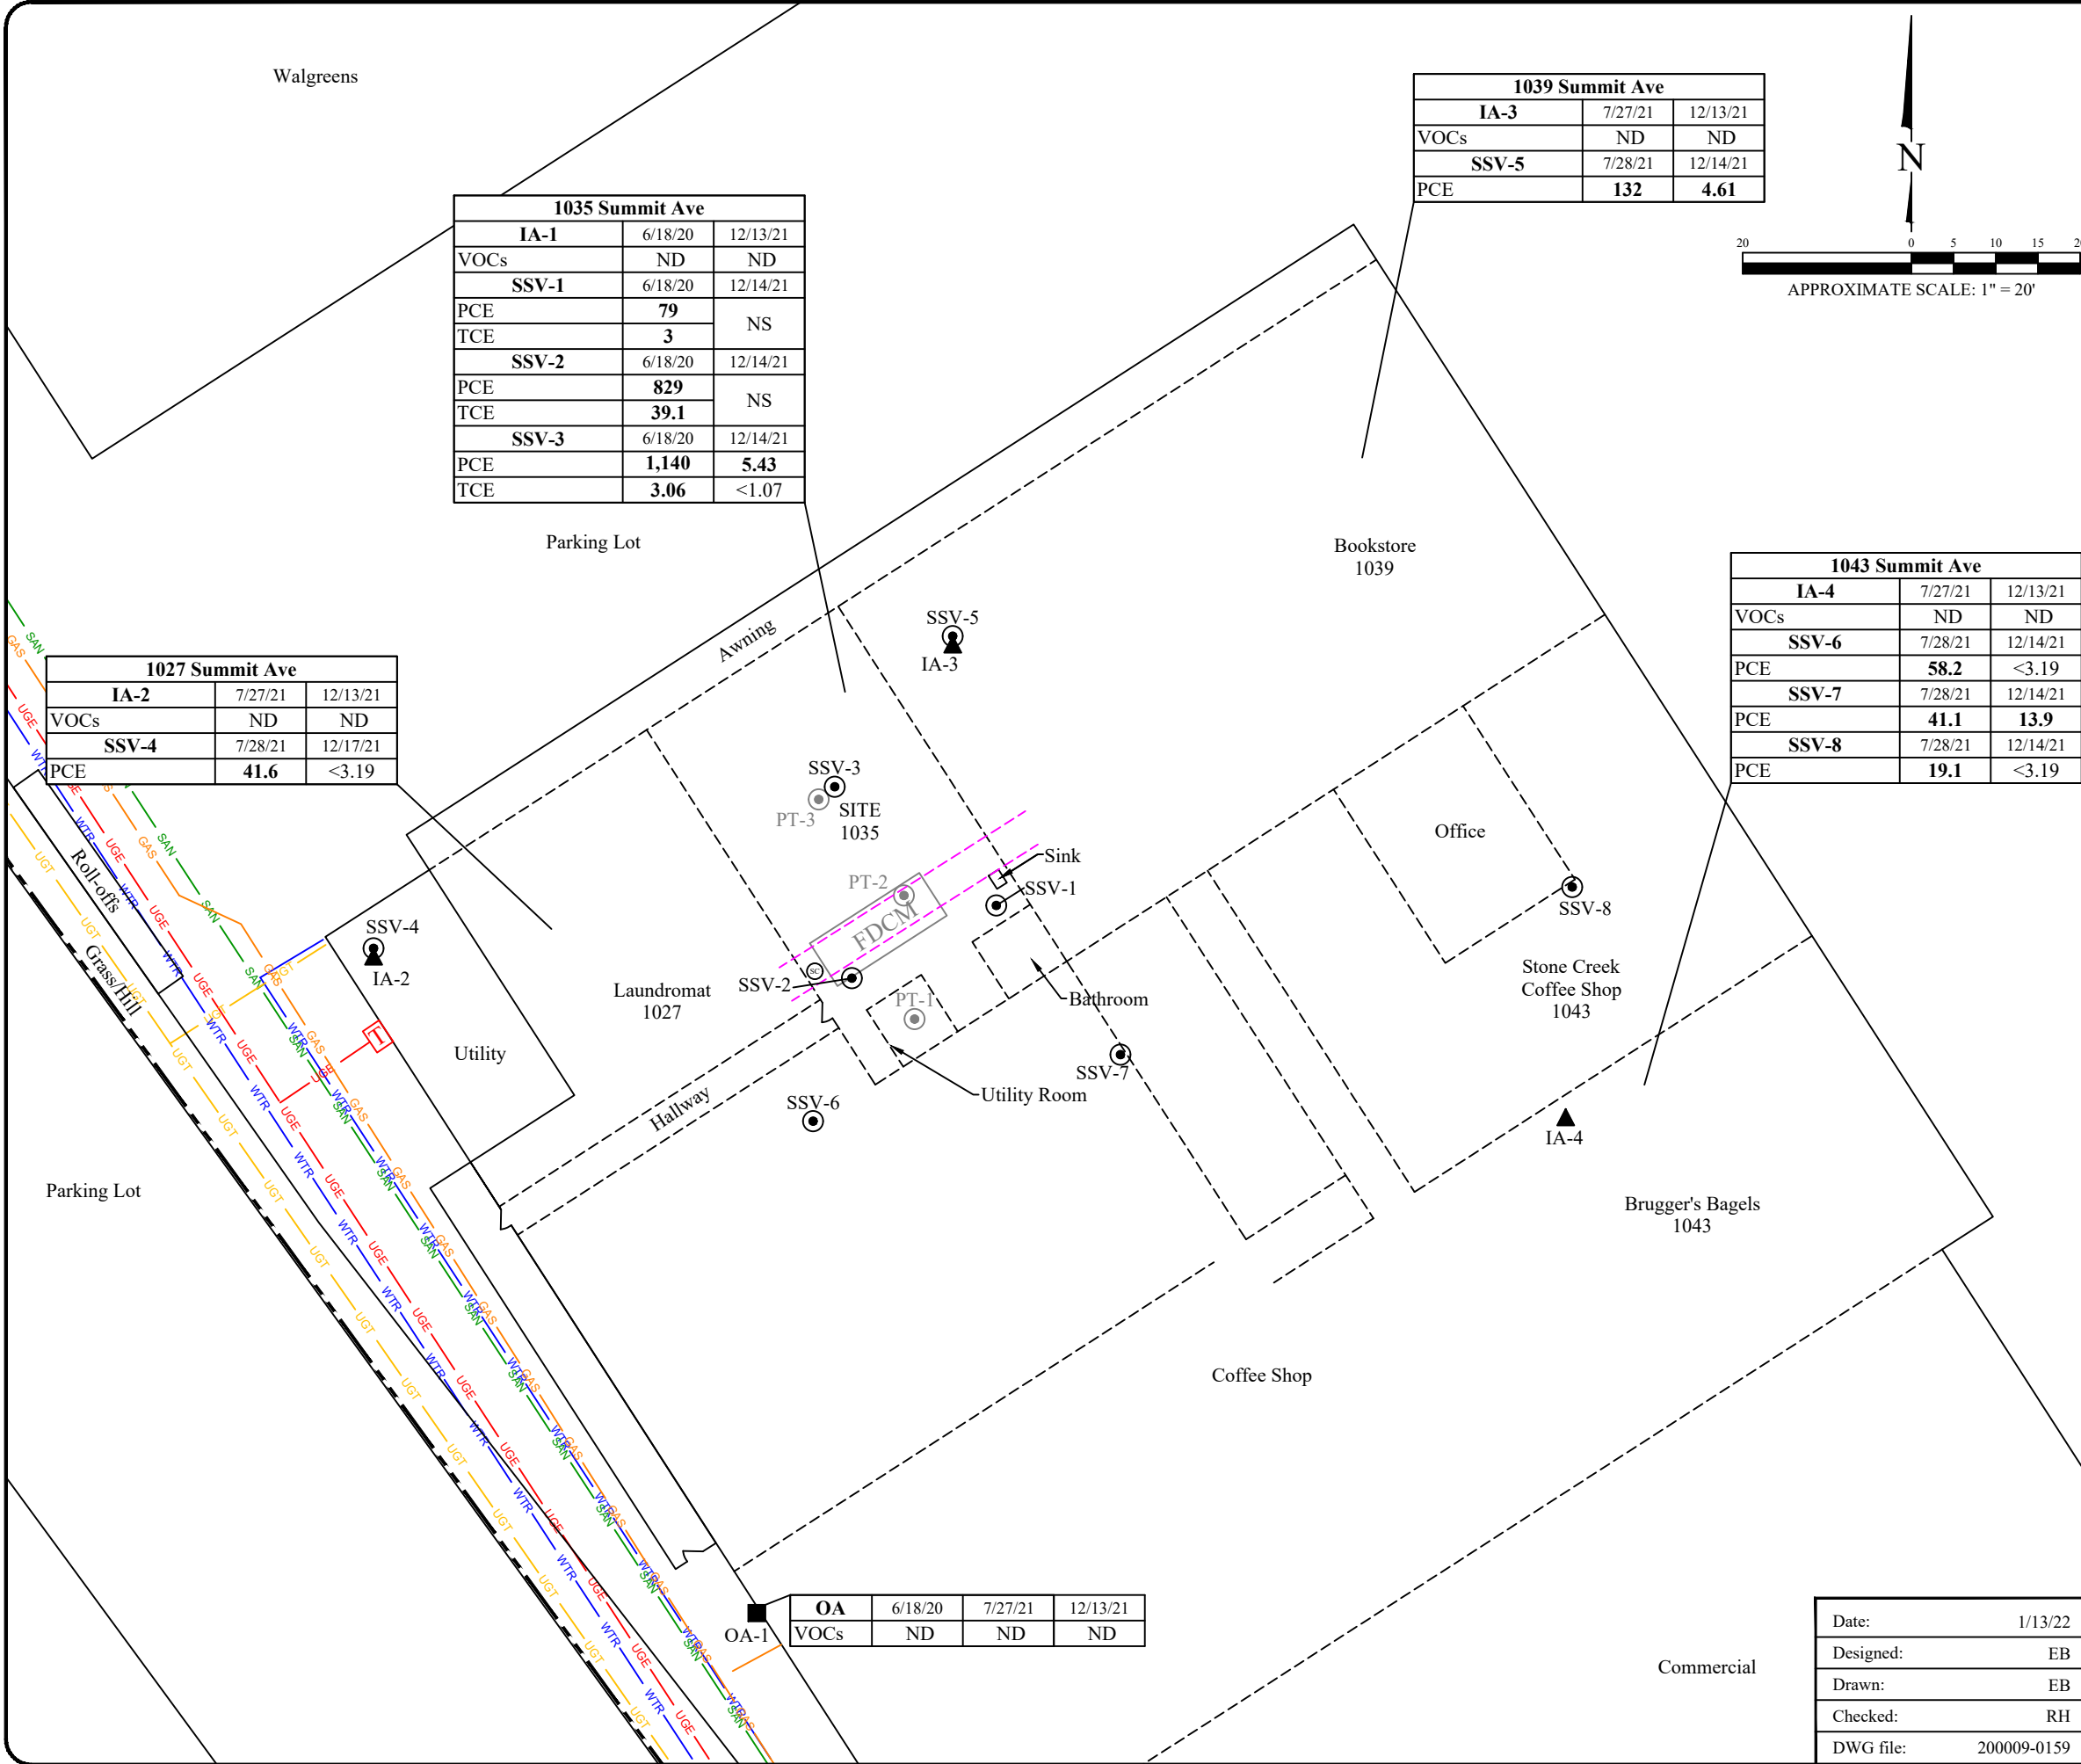 Walgreens
1039 Summit Ave
IA-3 7/27/21 12/13/21
VOCs ND ND
SSV-5 7/28/21 12/14/21
PCE 132 4.61
N
20 0 5 10 15 20
APPROXIMATE SCALE: 1" = 20'
1035 Summit Ave
IA-1 6/18/20 12/13/21
VOCs ND ND
SSV-1 6/18/20 12/14/21
PCE 79 NS
TCE 3
SSV-2 6/18/20 12/14/21
PCE 829 NS
TCE 39.1
SSV-3 6/18/20 12/14/21
PCE 1,140 5.43
TCE 3.06 <1.07
Parking Lot
Bookstore
1039
1043 Summit Ave
IA-4 7/27/21 12/13/21
VOCs ND ND
SSV-6 7/28/21 12/14/21
PCE 58.2 <3.19
SSV-7 7/28/21 12/14/21
PCE 41.1 13.9
SSV-8 7/28/21 12/14/21
PCE 19.1 <3.19
Awning
SSV-5
IA-3
1027 Summit Ave
IA-2 7/27/21 12/13/21
VOCs ND ND
SSV-4 7/28/21 12/17/21
PCE 41.6 <3.19
SSV-3
PT-3
SITE
1035
Office
Sink
PT-2
SSV-1
FDCM
SC
SSV-8
SSV-4
IA-2
Roll-offs
Grass/Hill
Laundromat
1027
SSV-2
PT-1
Bathroom
Stone Creek
Coffee Shop
1043
Utility
T
SSV-7
Utility Room
Hallway
SSV-6
IA-4
Parking Lot
Brugger's Bagels
1043
Coffee Shop
SAN
GAS
UGE
WTR
UGT
OA-1
OA 6/18/20 7/27/21 12/13/21
VOCs ND ND ND
Commercial
Date: 1/13/22
Designed: EB
Drawn: EB
Checked: RH
DWG file: 200009-0159